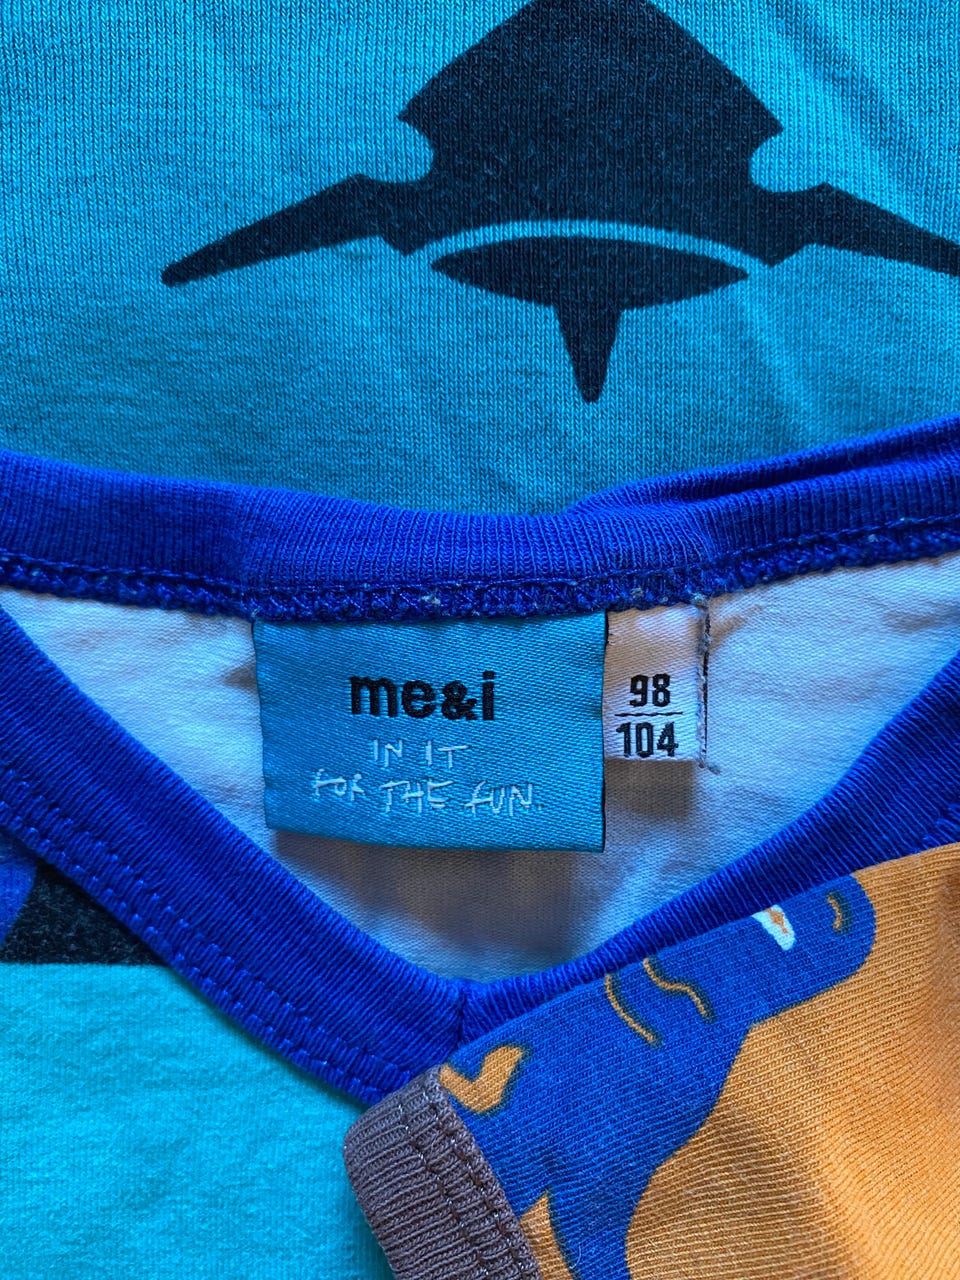 me&i
IN IT
FOR THE FUN.
98
104